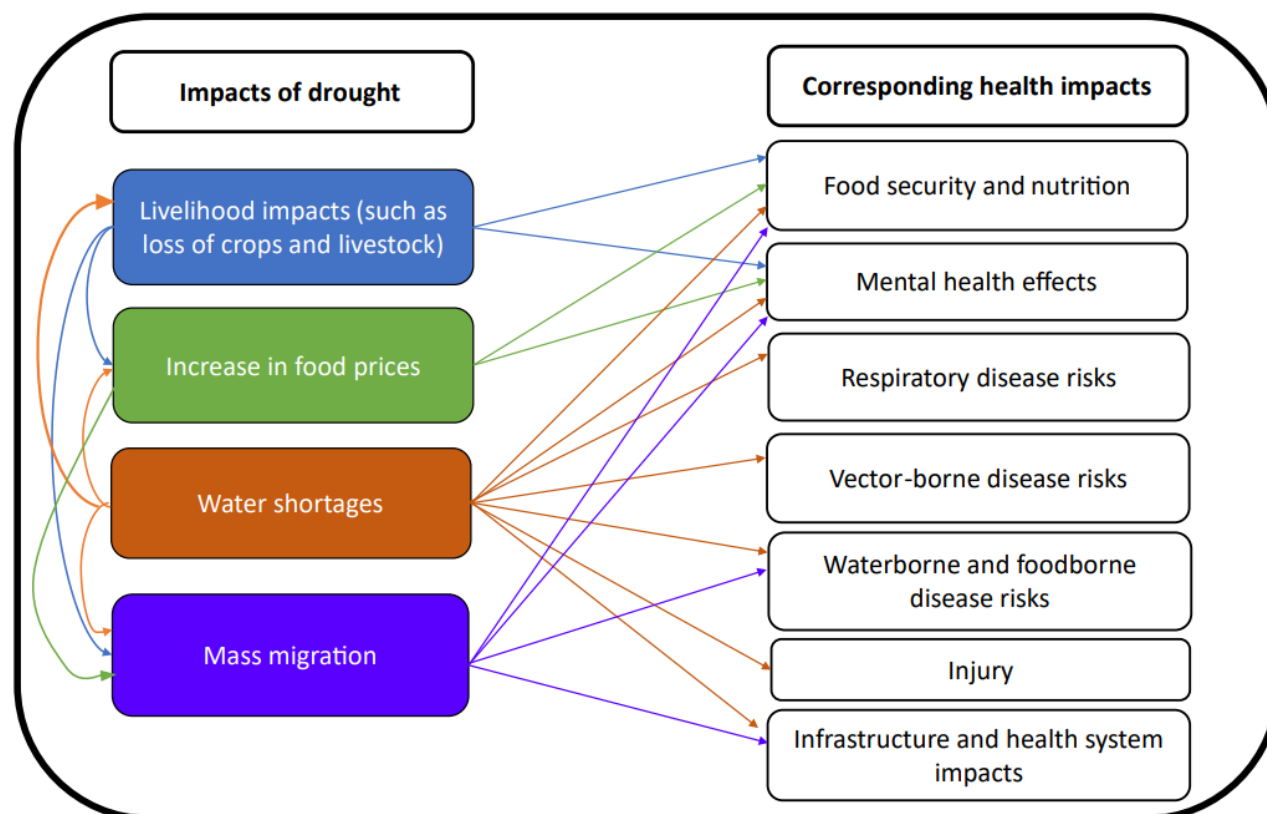 Impacts of drought
Corresponding health impacts
Livelihood impacts (such as
loss of crops and livestock)
Increase in food prices
Water shortages
Mass migration
Food security and nutrition
Mental health effects
Respiratory disease risks
Vector-borne disease risks
Waterborne and foodborne
disease risks
Injury
Infrastructure and health system
impacts